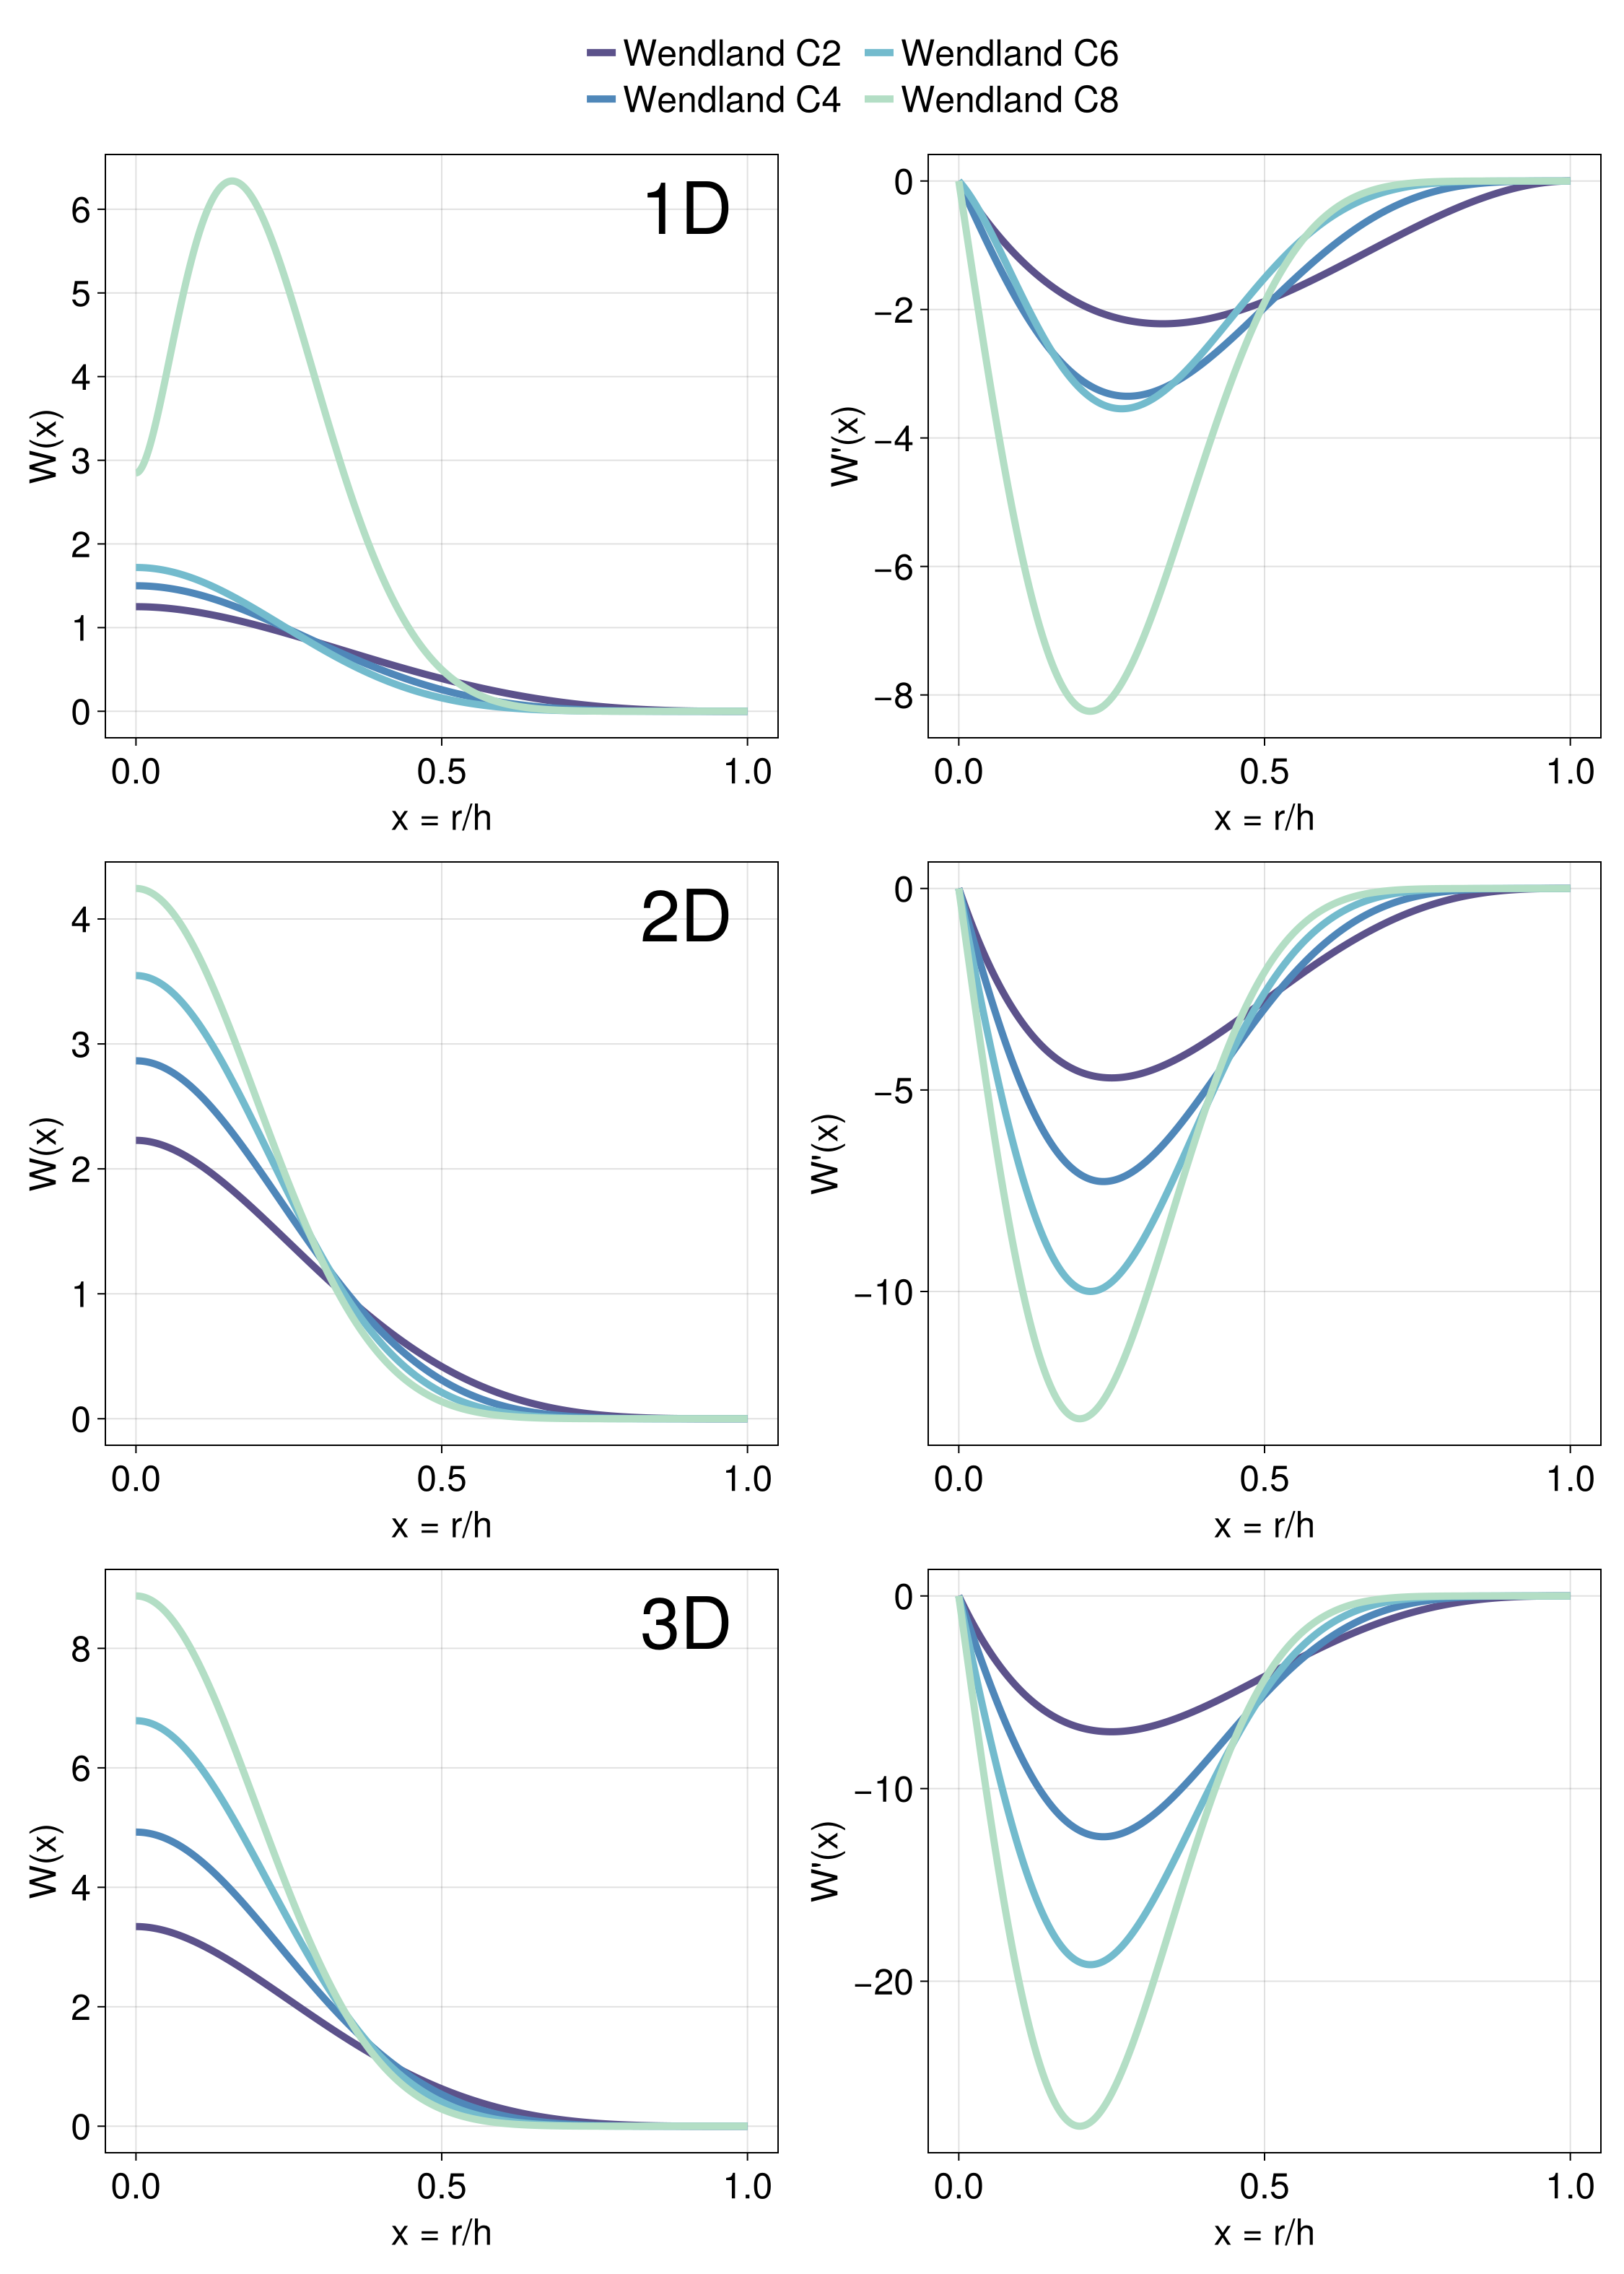 Wendland C2 Wendland C6
Wendland C4 Wendland C8
1D
W(x)
6
5
4
3
2
1
0
0.0 0.5 1.0
x = r/h
W'(x)
0
−2
−4
−6
−8
0.0 0.5 1.0
x = r/h
2D
W(x)
4
3
2
1
0
0.0 0.5 1.0
x = r/h
W'(x)
0
−5
−10
0.0 0.5 1.0
x = r/h
3D
W(x)
8
6
4
2
0
0.0 0.5 1.0
x = r/h
W'(x)
0
−10
−20
0.0 0.5 1.0
x = r/h